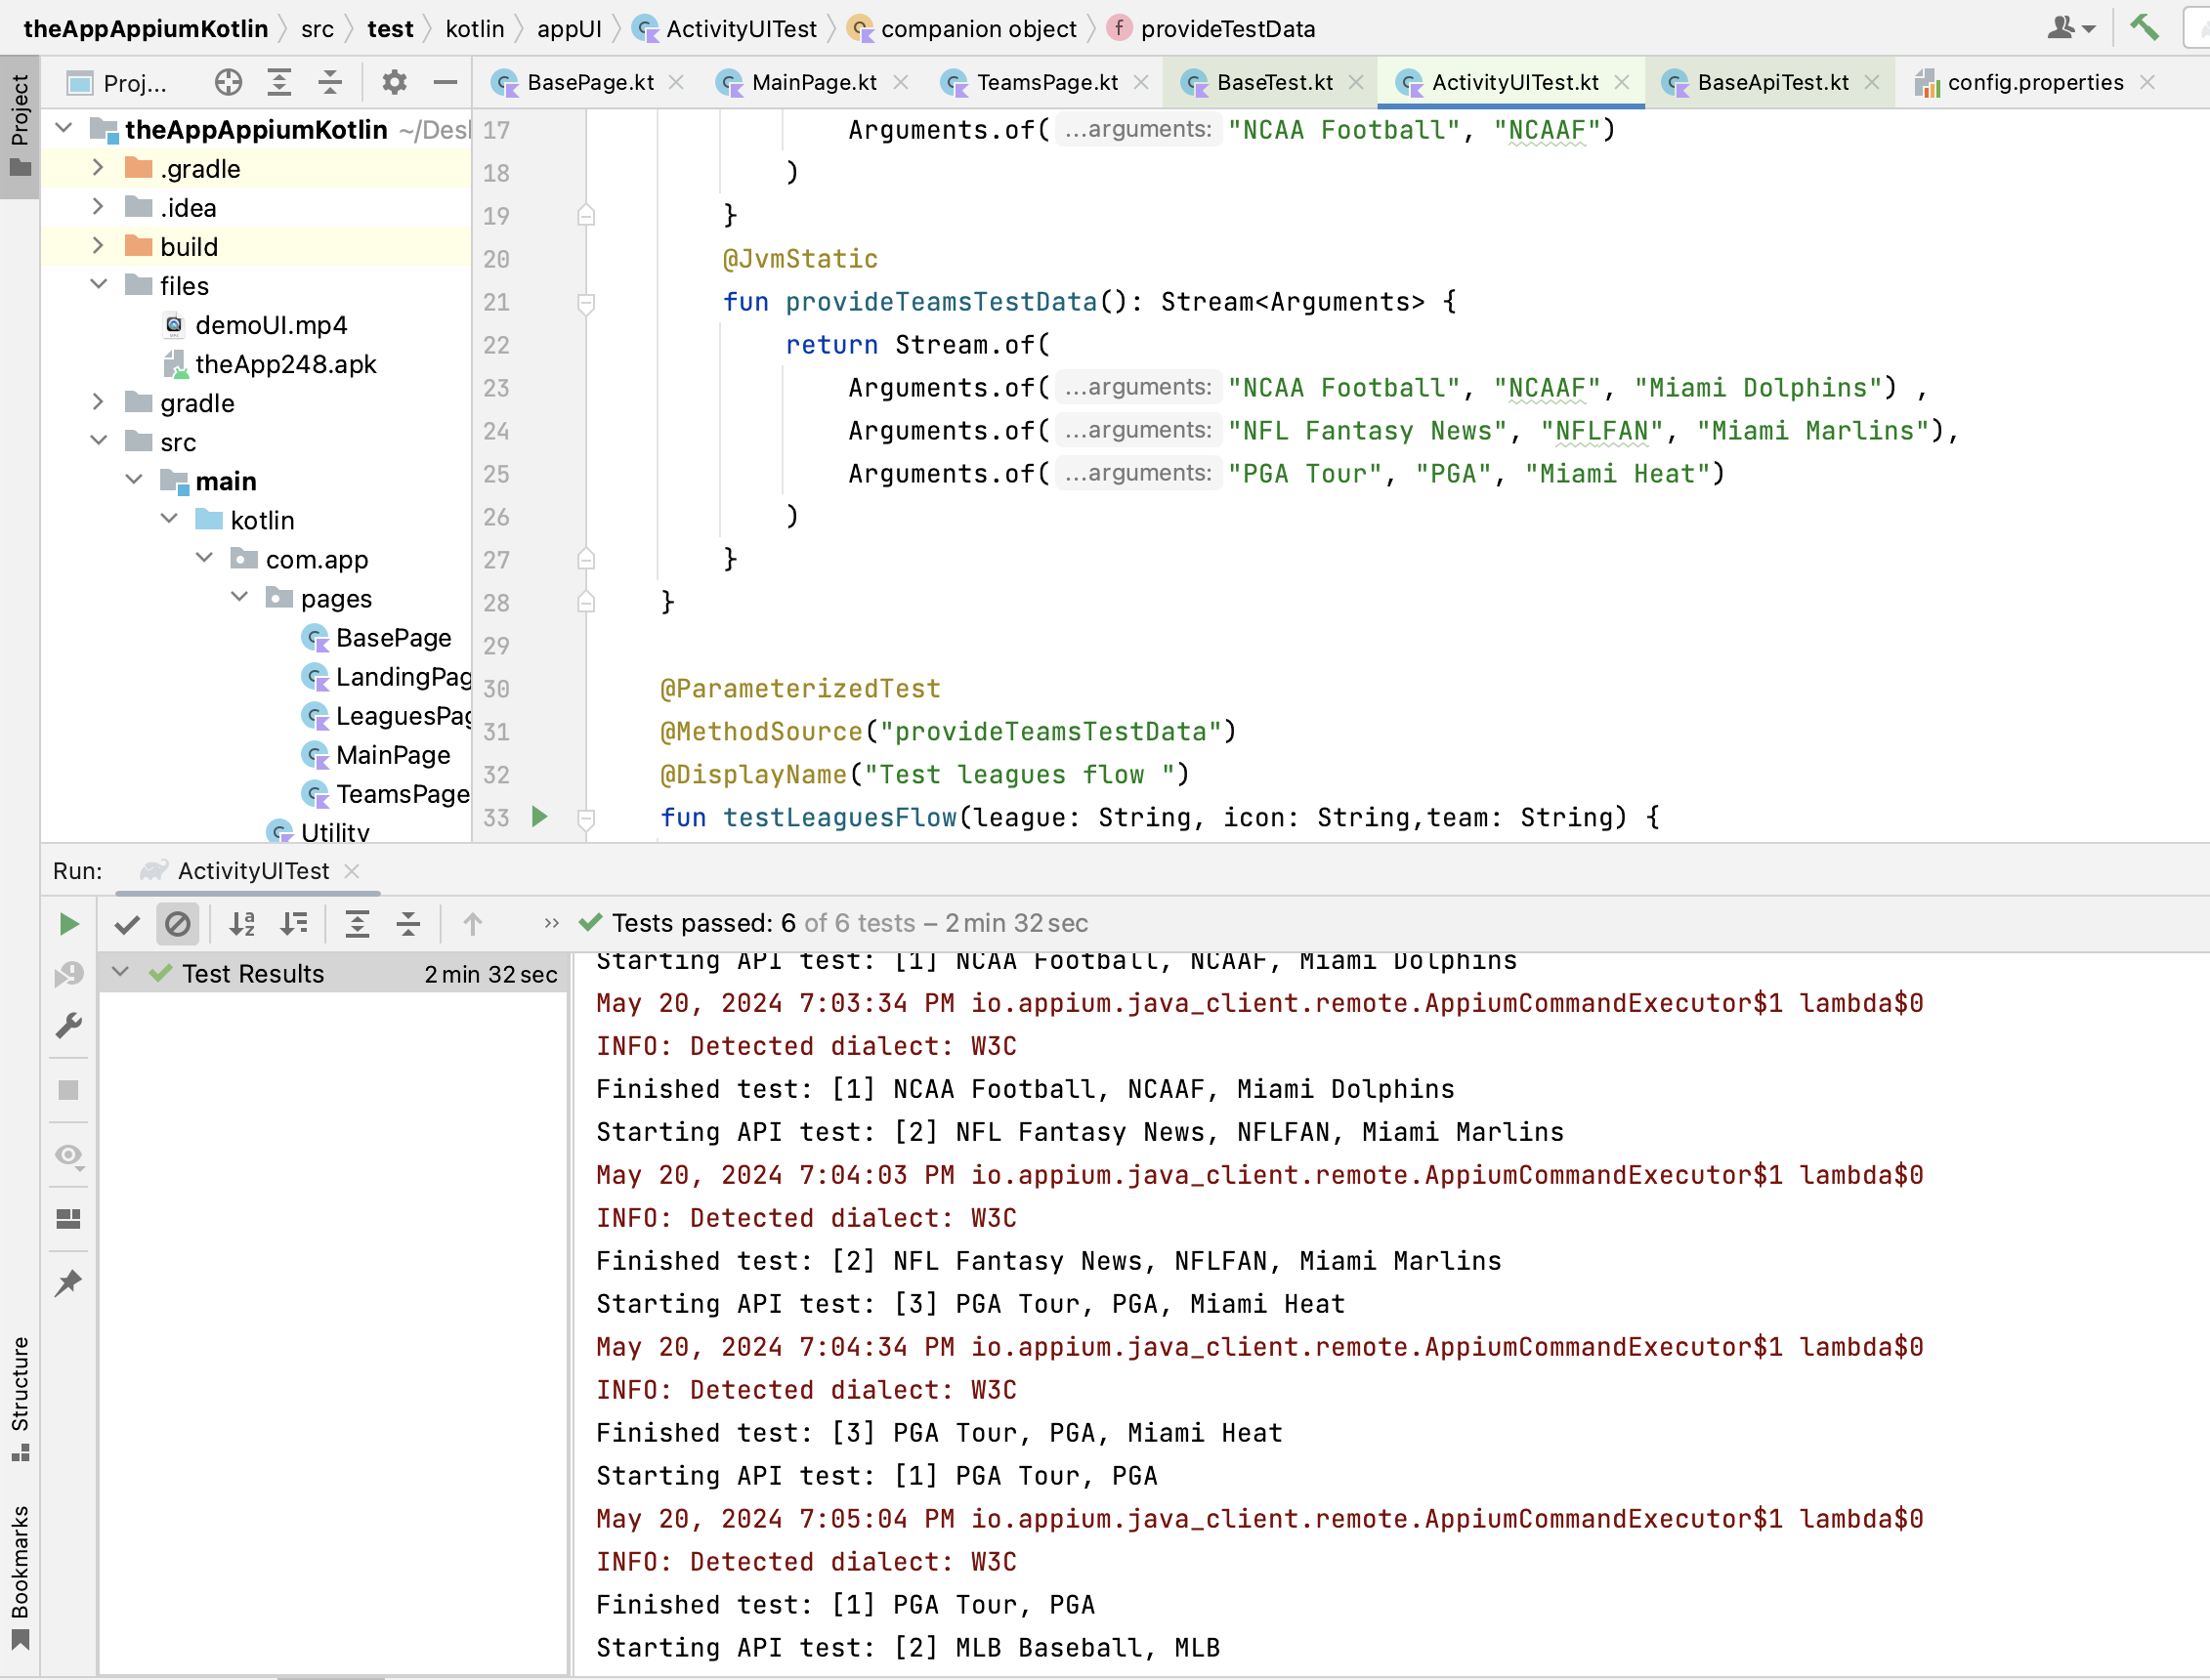 theAppAppiumKotlin src test kotlin appUI ActivityUITest companion object provideTestData
Project
Proj...
BasePage.kt MainPage.kt TeamsPage.kt BaseTest.kt ActivityUITest.kt BaseApiTest.kt config.properties
theAppAppiumKotlin ~/Des
.gradle
.idea
build
files
demoUI.mp4
theApp248.apk
gradle
src
main
kotlin
com.app
pages
BasePage
LandingPag
LeaguesPag
MainPage
TeamsPage
Utility
17 Arguments.of( ...arguments: "NCAA Football", "NCAAF")
18 )
19 }
20 @JvmStatic
21 fun provideTeamsTestData(): Stream<Arguments> {
22 return Stream.of(
23 Arguments.of( ...arguments: "NCAA Football", "NCAAF", "Miami Dolphins") ,
24 Arguments.of( ...arguments: "NFL Fantasy News", "NFLFAN", "Miami Marlins"),
25 Arguments.of( ...arguments: "PGA Tour", "PGA", "Miami Heat")
26 )
27 }
28 }
29
30 @ParameterizedTest
31 @MethodSource("provideTeamsTestData")
32 @DisplayName("Test leagues flow ")
33 fun testLeaguesFlow(league: String, icon: String,team: String) {
Run: ActivityUITest
Tests passed: 6 of 6 tests – 2 min 32 sec
Test Results 2 min 32 sec
Starting API test: [1] NCAA Football, NCAAF, Miami Dolphins
May 20, 2024 7:03:34 PM io.appium.java_client.remote.AppiumCommandExecutor$1 lambda$0
INFO: Detected dialect: W3C
Finished test: [1] NCAA Football, NCAAF, Miami Dolphins
Starting API test: [2] NFL Fantasy News, NFLFAN, Miami Marlins
May 20, 2024 7:04:03 PM io.appium.java_client.remote.AppiumCommandExecutor$1 lambda$0
INFO: Detected dialect: W3C
Finished test: [2] NFL Fantasy News, NFLFAN, Miami Marlins
Starting API test: [3] PGA Tour, PGA, Miami Heat
May 20, 2024 7:04:34 PM io.appium.java_client.remote.AppiumCommandExecutor$1 lambda$0
INFO: Detected dialect: W3C
Finished test: [3] PGA Tour, PGA, Miami Heat
Starting API test: [1] PGA Tour, PGA
May 20, 2024 7:05:04 PM io.appium.java_client.remote.AppiumCommandExecutor$1 lambda$0
INFO: Detected dialect: W3C
Finished test: [1] PGA Tour, PGA
Starting API test: [2] MLB Baseball, MLB
Structure
Bookmarks